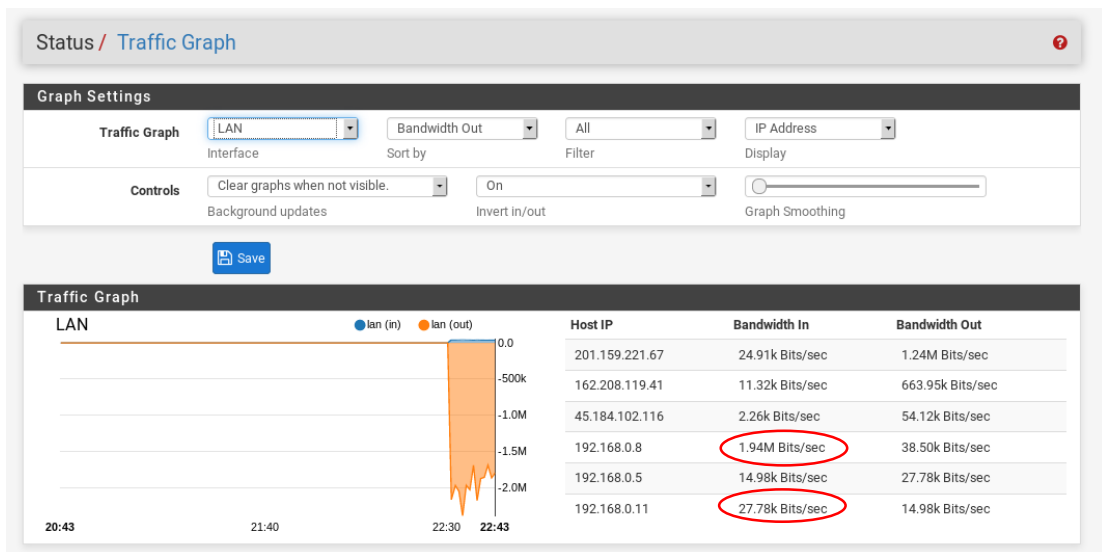 Status / Traffic Graph
Graph Settings
Traffic Graph LAN Bandwidth Out All IP Address
Interface Sort by Filter Display
Controls Clear graphs when not visible. On
Background updates Invert in/out Graph Smoothing
Save
Traffic Graph
LAN lan (in) lan (out) Host IP Bandwidth In Bandwidth Out
0.0
201.159.221.67 24.91k Bits/sec 1.24M Bits/sec
-500k
162.208.119.41 11.32k Bits/sec 663.95k Bits/sec
-1.0M 45.184.102.116 2.26k Bits/sec 54.12k Bits/sec
-1.5M 192.168.0.8 1.94M Bits/sec 38.50k Bits/sec
192.168.0.5 14.98k Bits/sec 27.78k Bits/sec
-2.0M
192.168.0.11 27.78k Bits/sec 14.98k Bits/sec
20:43 21:40 22:30 22:43